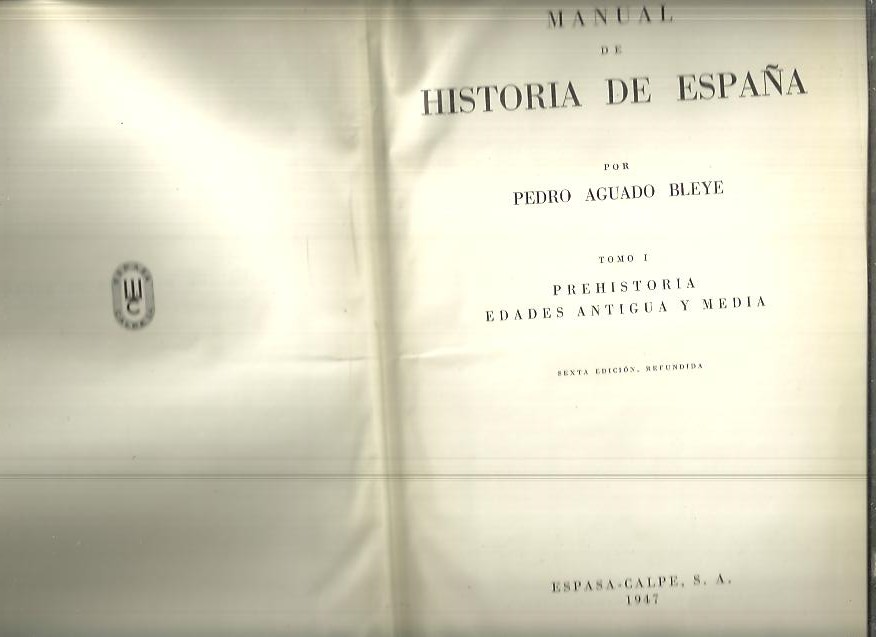 MANUAL
DE
HISTORIA DE ESPAÑA
POR
PEDRO AGUADO BLEYE
TOMO I
PREHISTORIA
EDADES ANTIGUA Y MEDIA
SEXTA EDICIÓN, REFUNDIDA
ESPASA-CALPE, S. A.
1947